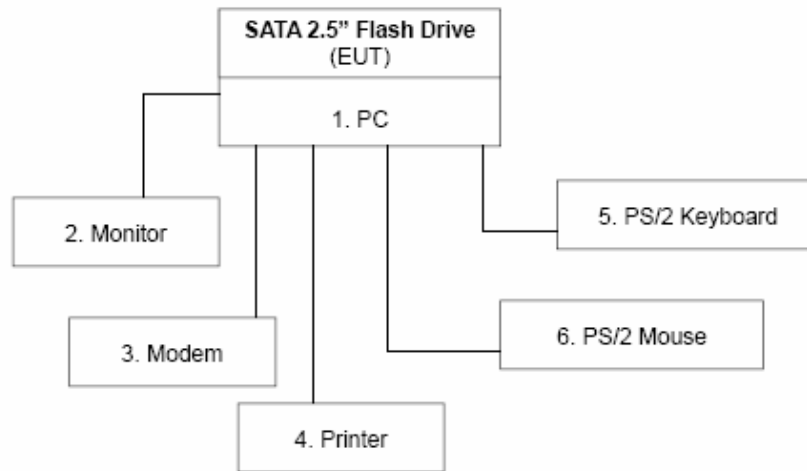 SATA 2.5” Flash Drive
(EUT)
1. PC
2. Monitor
5. PS/2 Keyboard
3. Modem
6. PS/2 Mouse
4. Printer